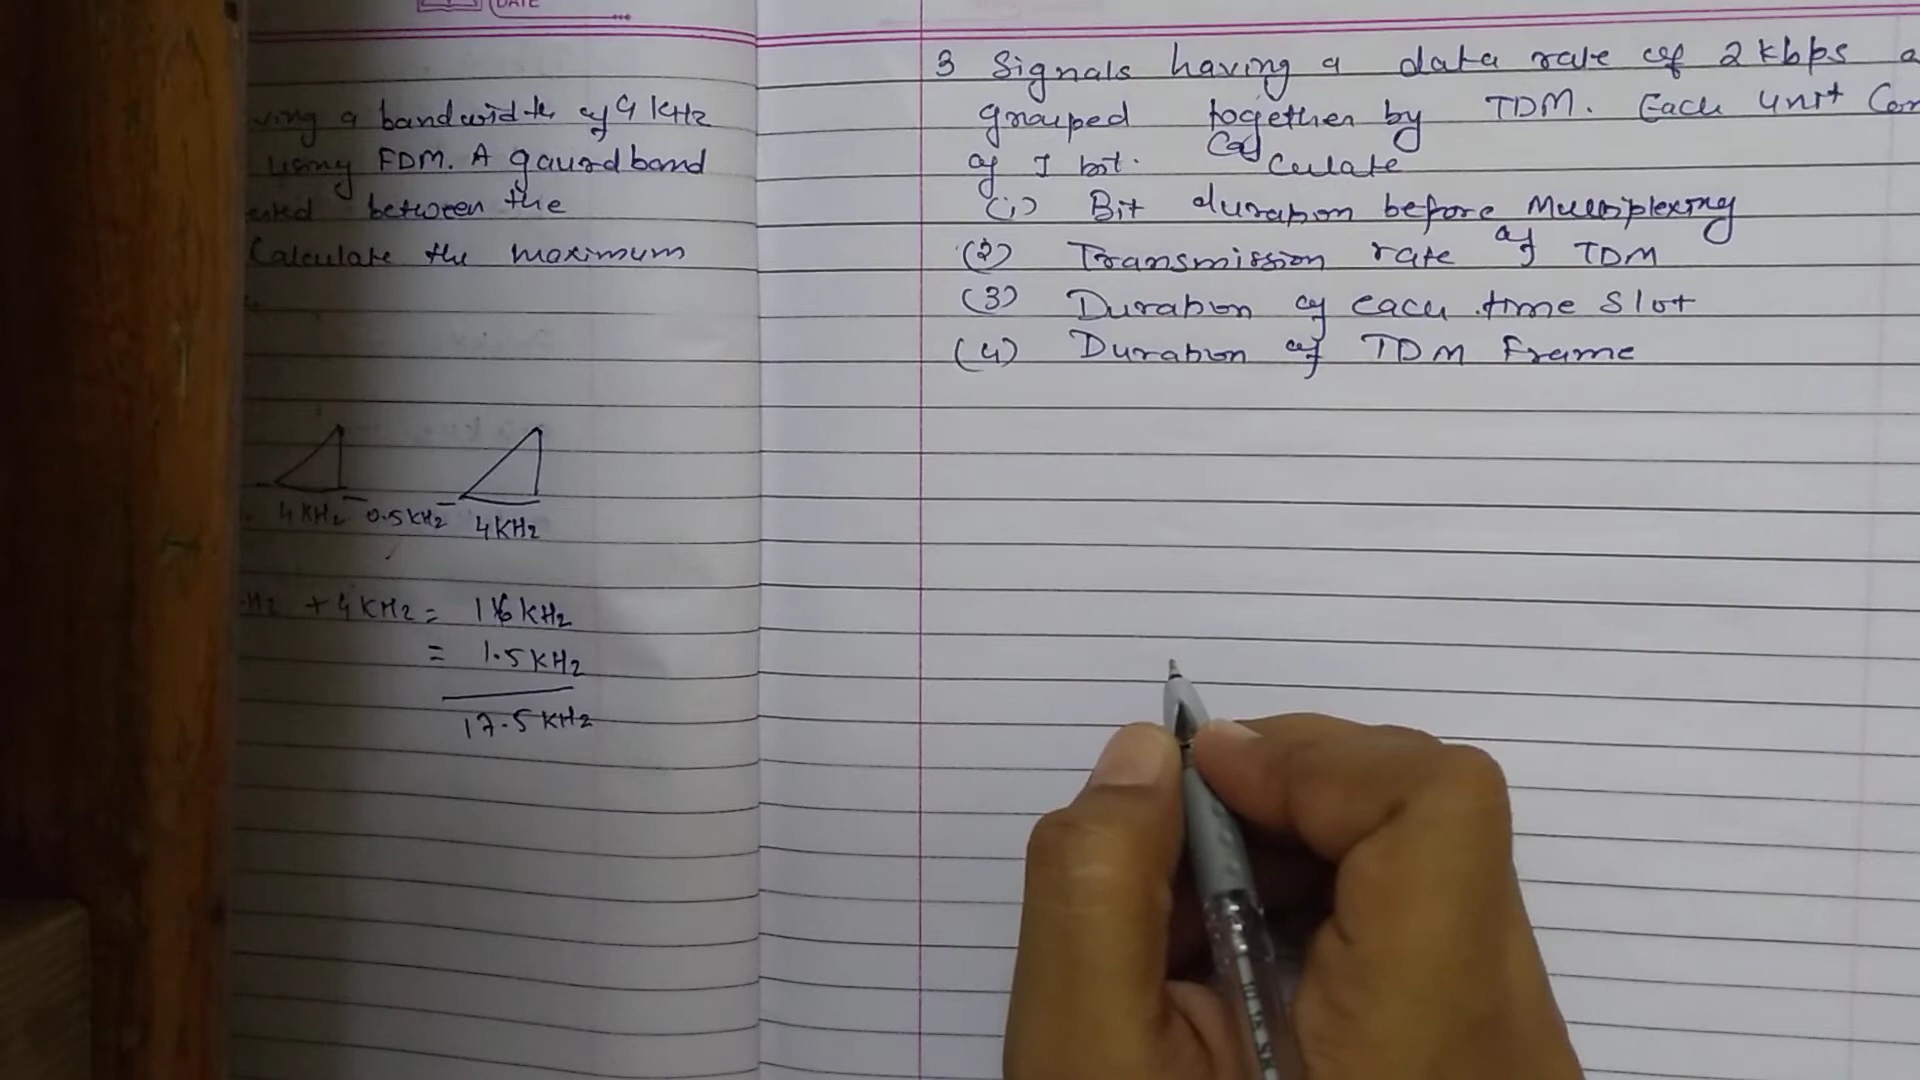 DATE
a bandwidth of 4 KHz
using FDM. A gaurdband
between the
Calculate the maximum
4 KHz 0.5 KHz 4 KHz
+ 4 KHz = 16 KHz
= 1.5 KHz
17.5 KHz
3 Signals having a data rate of 2 kbps a
grouped together by TDM. Each unit Con
of 1 bit. Calculate
(1) Bit duration before Multiplexing
(2) Transmission rate of TDM
(3) Duration of each time Slot
(4) Duration of TDM Frame